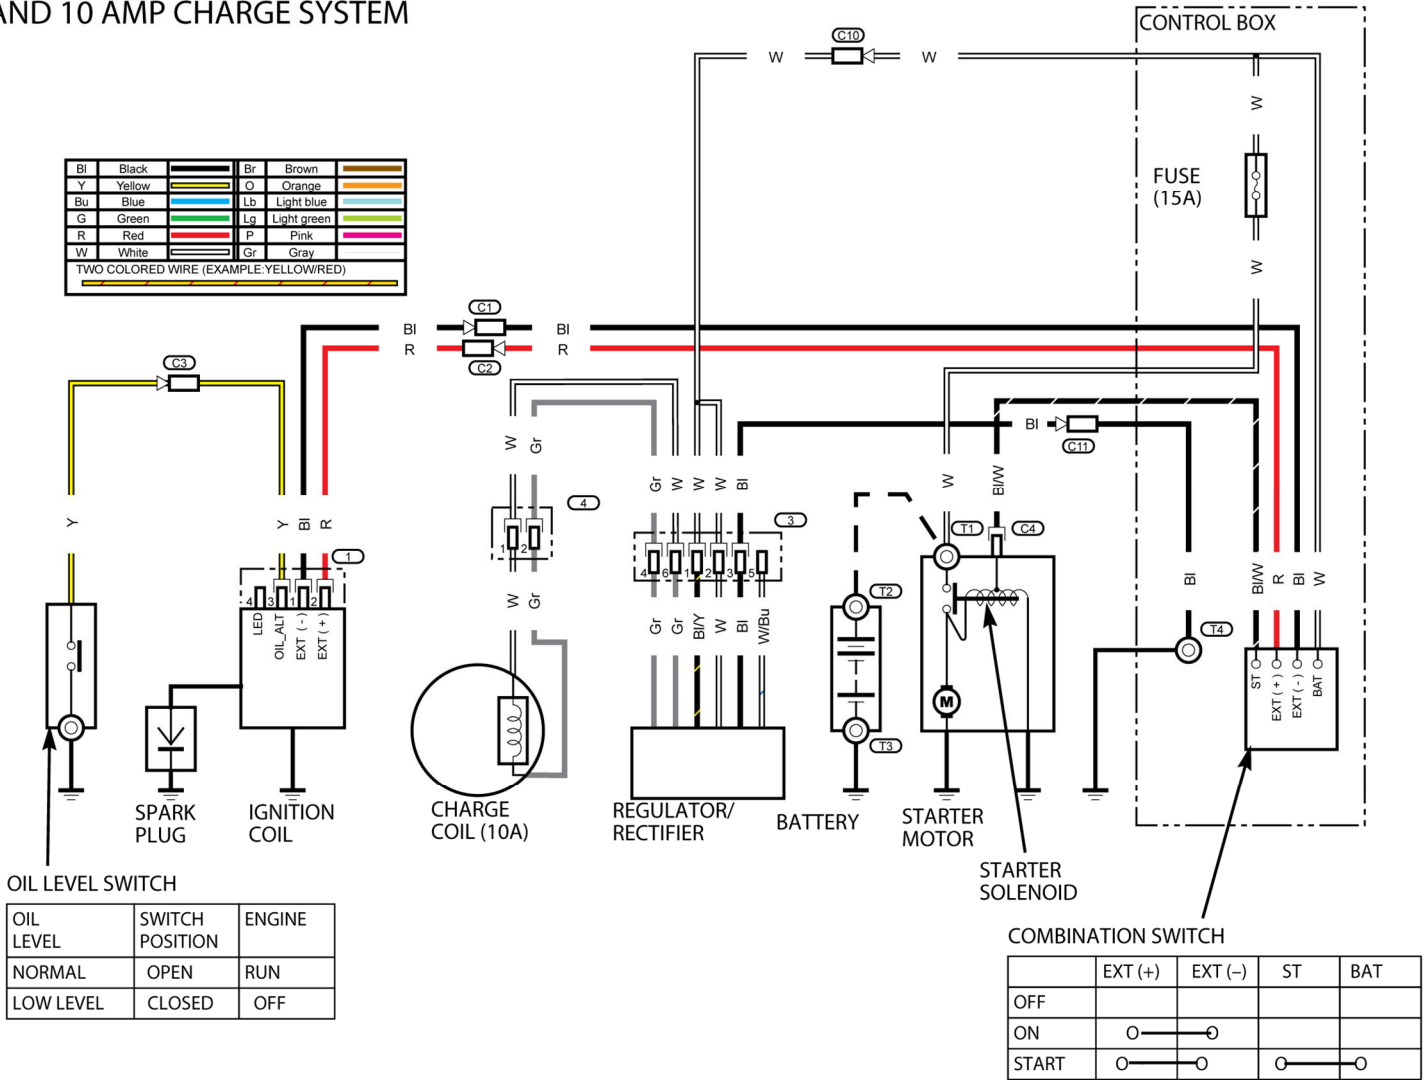 AND 10 AMP CHARGE SYSTEM
CONTROL BOX
C10
W
W
W
FUSE
(15A)
W
Bl Black Br Brown
Y Yellow O Orange
Bu Blue Lb Light blue
G Green Lg Light green
R Red P Pink
W White Gr Gray
TWO COLORED WIRE (EXAMPLE:YELLOW/RED)
C1
Bl
Bl
R
R
C2
C3
Bl
C11
W
Gr
Gr
W
W
W
Bl
W
Bl/W
Y
Y
Bl
R
4
3
1
T1
C4
1
2
4
6
1
2
3
5
4
3
1
2
LED
OIL_ALT
EXT (-)
EXT (+)
W
Gr
Gr
Gr
Bl/Y
W
Bl
W/Bu
T2
T3
M
Bl
Bl/W
R
Bl
W
T4
ST
EXT (+)
EXT (-)
BAT
SPARK
PLUG
IGNITION
COIL
CHARGE
COIL (10A)
REGULATOR/
RECTIFIER
BATTERY
STARTER
MOTOR
STARTER
SOLENOID
OIL LEVEL SWITCH
OIL
LEVEL
SWITCH
POSITION
ENGINE
NORMAL OPEN RUN
LOW LEVEL CLOSED OFF
COMBINATION SWITCH
EXT (+) EXT (–) ST BAT
OFF
ON
START